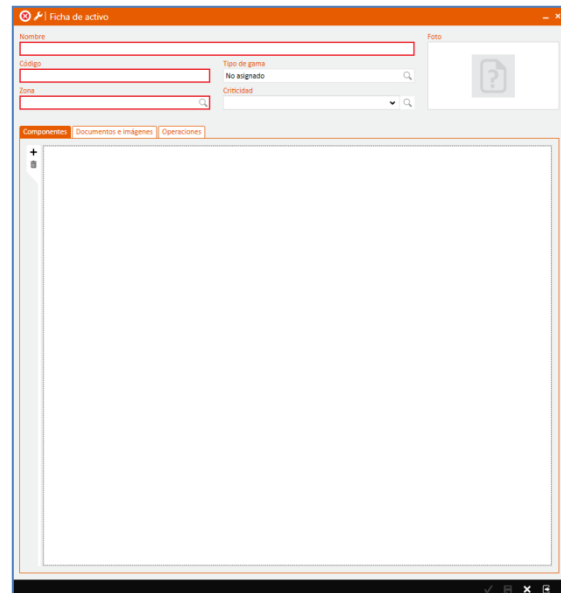 Ficha de activo
Nombre
Foto
Código
Tipo de gama
No asignado
Zona
Criticidad
Componentes
Documentos e imágenes
Operaciones